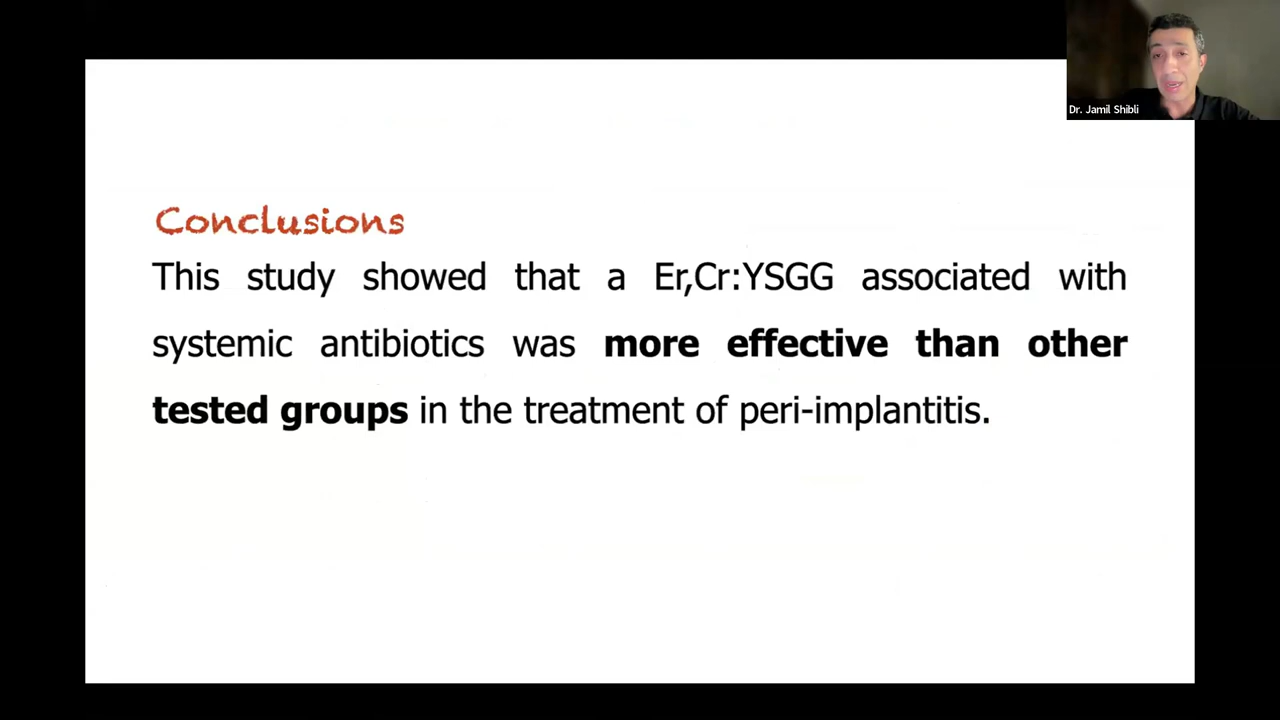 Dr. Jamil Shibli
Conclusions
This study showed that a Er,Cr:YSGG associated with
systemic antibiotics was more effective than other
tested groups in the treatment of peri-implantitis.